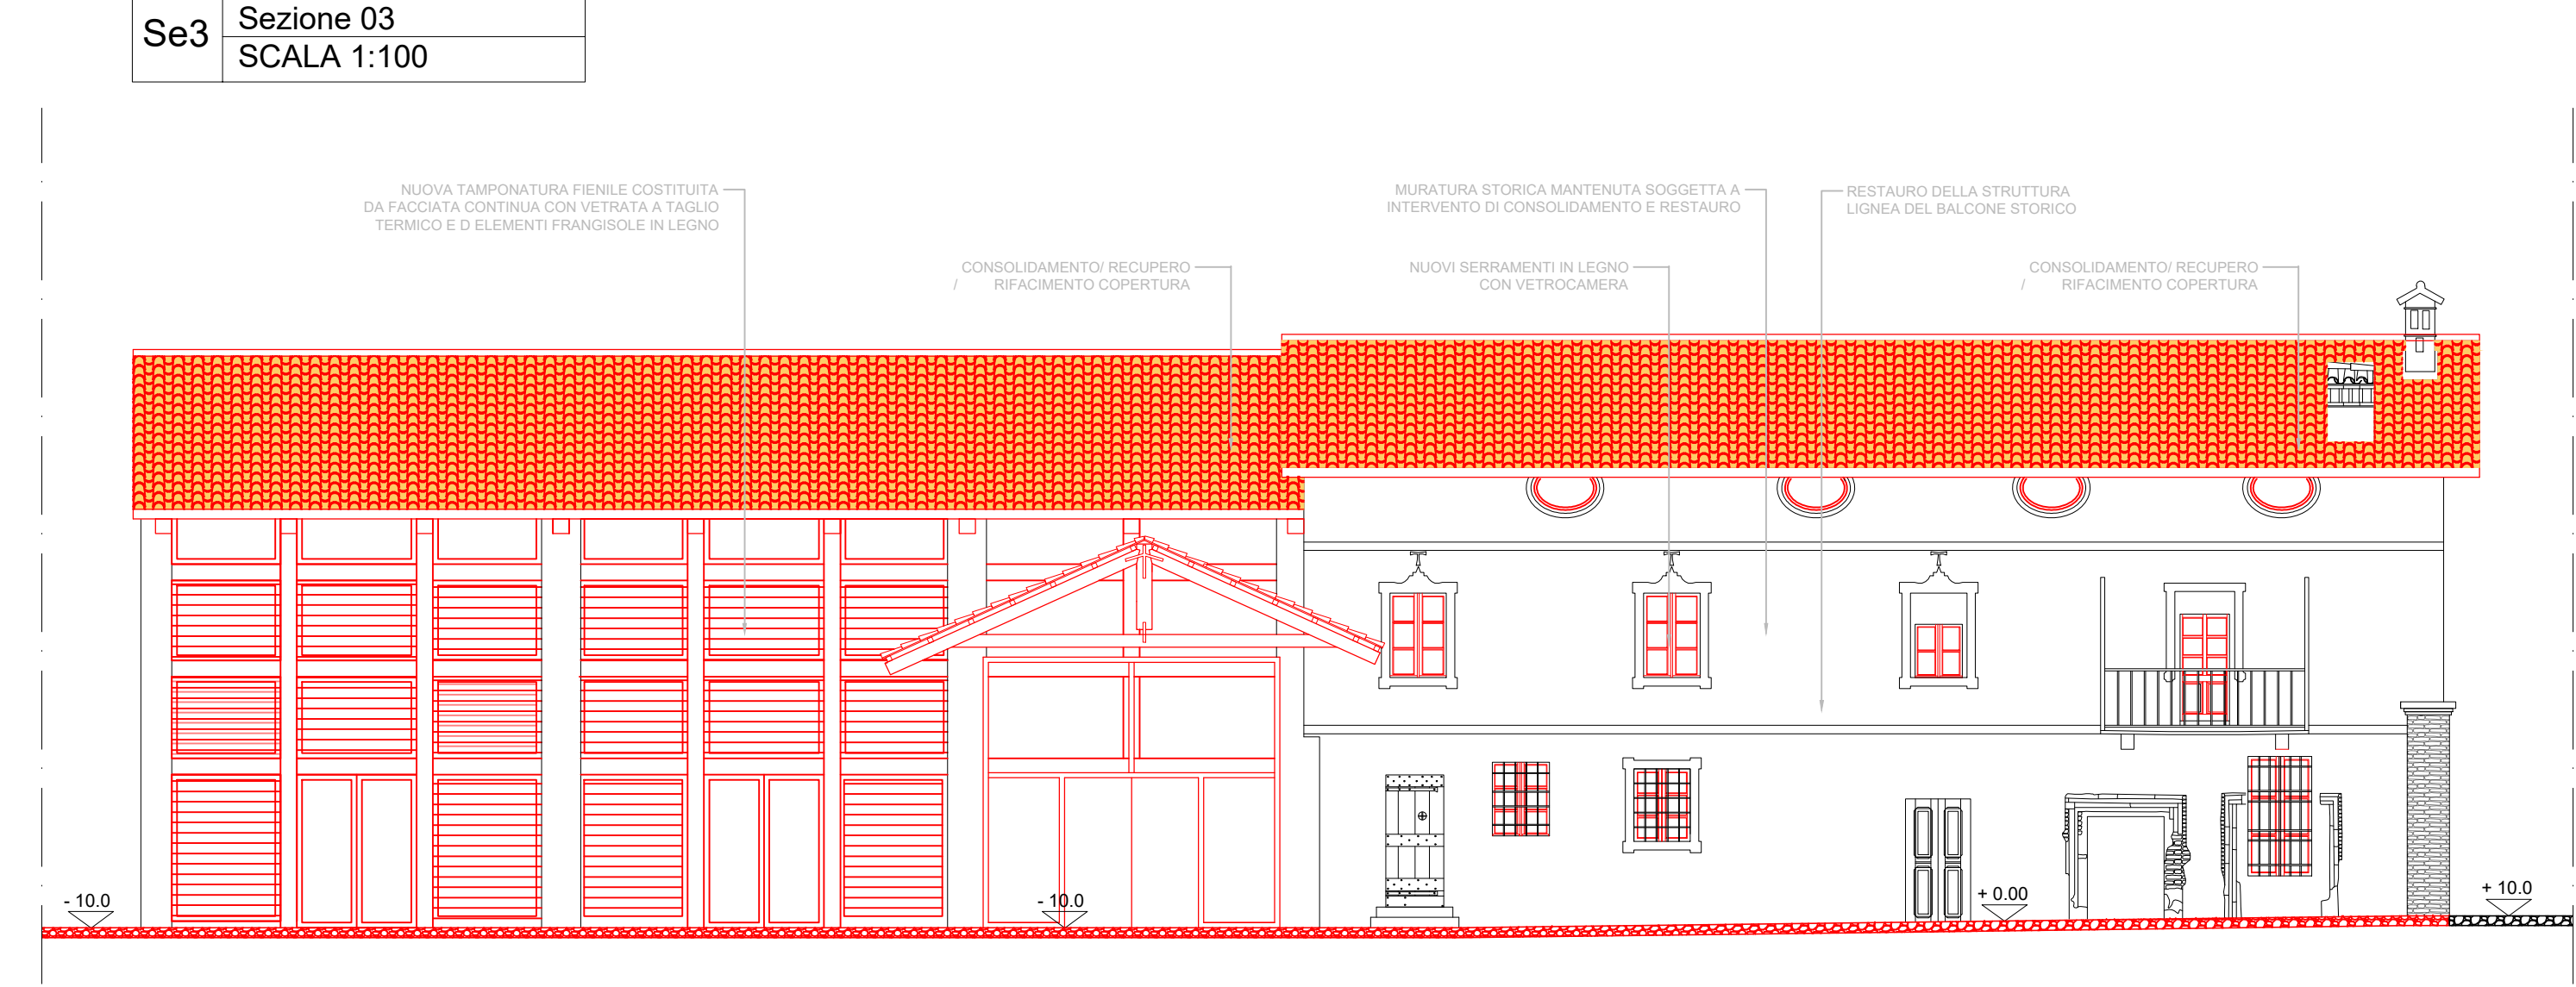 Se3
Sezione 03
SCALA 1:100
NUOVA TAMPONATURA FIENILE COSTITUITA
DA FACCIATA CONTINUA CON VETRATA A TAGLIO
TERMICO E D ELEMENTI FRANGISOLE IN LEGNO
CONSOLIDAMENTO/ RECUPERO
/ RIFACIMENTO COPERTURA
MURATURA STORICA MANTENUTA SOGGETTA A
INTERVENTO DI CONSOLIDAMENTO E RESTAURO
NUOVI SERRAMENTI IN LEGNO
CON VETROCAMERA
RESTAURO DELLA STRUTTURA
LIGNEA DEL BALCONE STORICO
CONSOLIDAMENTO/ RECUPERO
/ RIFACIMENTO COPERTURA
- 10.0
- 10.0
+ 0.00
+ 10.0